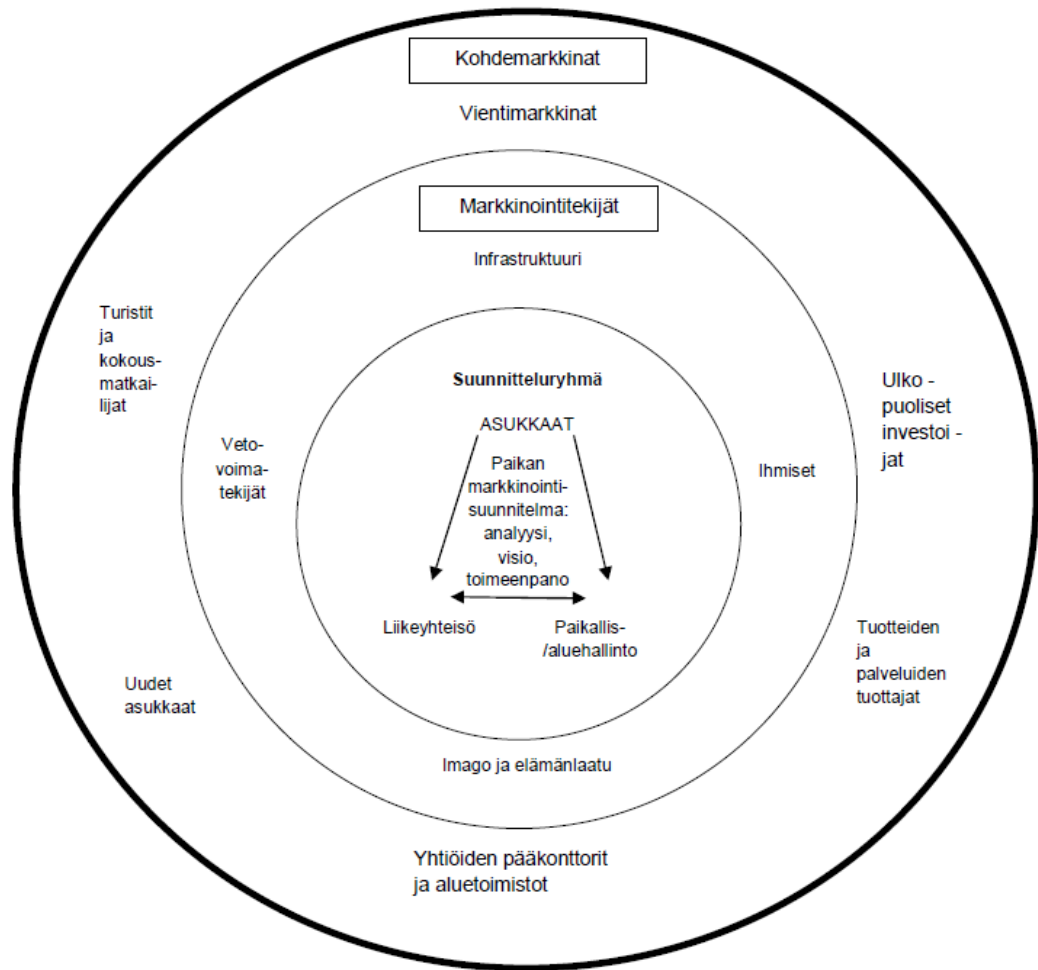 Kohdemarkkinat
Vientimarkkinat
Markkinointitekijät
Infrastruktuuri
Turistit
ja
kokous-
matkai-
lijat
Suunnitteluryhmä
ASUKKAAT
Paikan
markkinointi-
suunnitelma:
analyysi,
visio,
toimeenpano
Liikeyhteisö
Paikallis-
/aluehallinto
Veto-
voima-
tekijät
Ihmiset
Ulko -
puoliset
investoi -
jat
Uudet
asukkaat
Tuotteiden
ja
palveluiden
tuottajat
Imago ja elämänlaatu
Yhtiöiden pääkonttorit
ja aluetoimistot